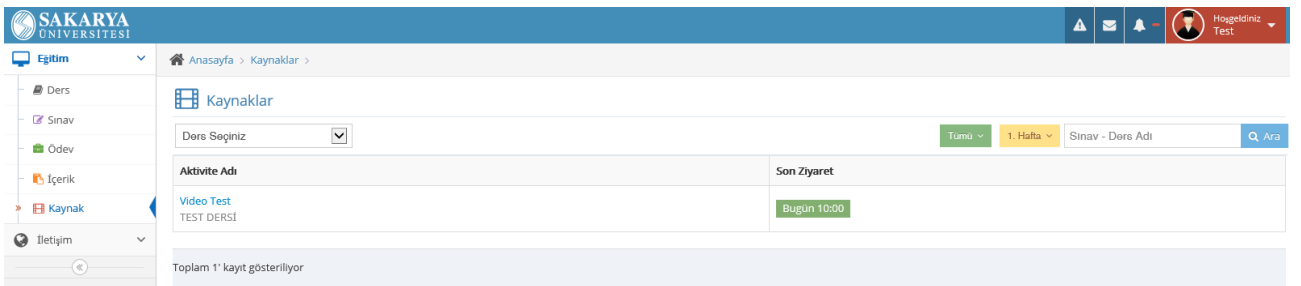 SAKARYA
ÜNİVERSİTESİ
Hoşgeldiniz
Test
Eğitim
Anasayfa > Kaynaklar >
Ders
Sınav
Ödev
İçerik
Kaynak
İletişim
Kaynaklar
Ders Seçiniz
Tümü
1. Hafta
Sınav - Ders Adı
Ara
Aktivite Adı
Son Ziyaret
Video Test
TEST DERSİ
Bugün 10:00
Toplam 1' kayıt gösteriliyor